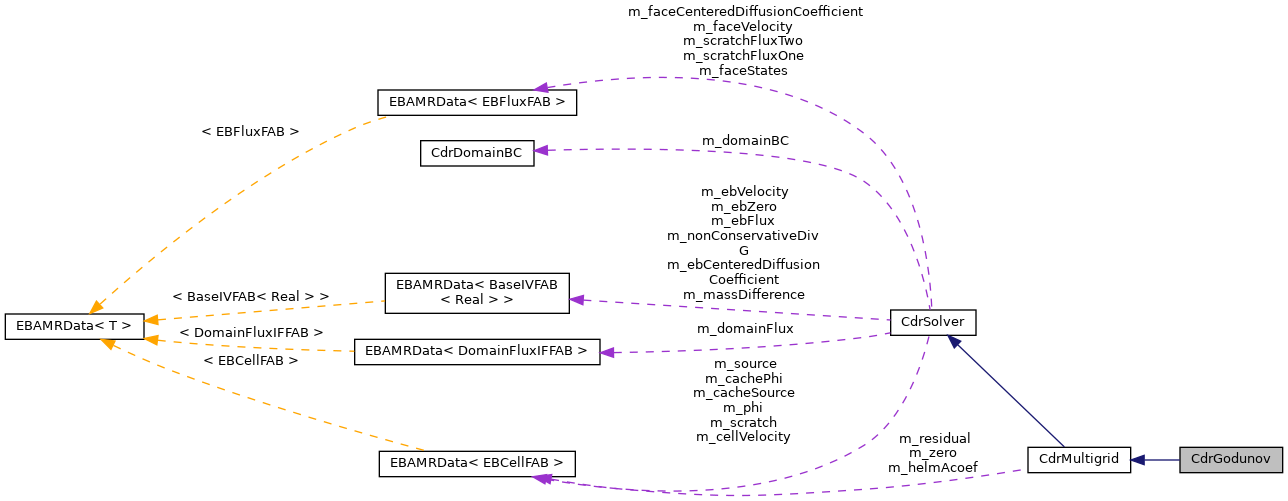 m_faceCenteredDiffusionCoefficient
m_faceVelocity
m_scratchFluxTwo
m_scratchFluxOne
m_faceStates
EBAMRData< EBFluxFAB >
< EBFluxFAB >
m_domainBC
CdrDomainBC
m_ebVelocity
m_ebZero
m_ebFlux
m_nonConservativeDiv
G
m_ebCenteredDiffusion
Coefficient
m_massDifference
EBAMRData< BaseIVFAB
< Real > >
< BaseIVFAB< Real > >
EBAMRData< T >
< DomainFluxIFFAB >
EBAMRData< DomainFluxIFFAB >
m_domainFlux
CdrSolver
< EBCellFAB >
m_source
m_cachePhi
m_cacheSource
m_phi
m_scratch
m_cellVelocity
EBAMRData< EBCellFAB >
m_residual
m_zero
m_helmAcoef
CdrMultigrid
CdrGodunov